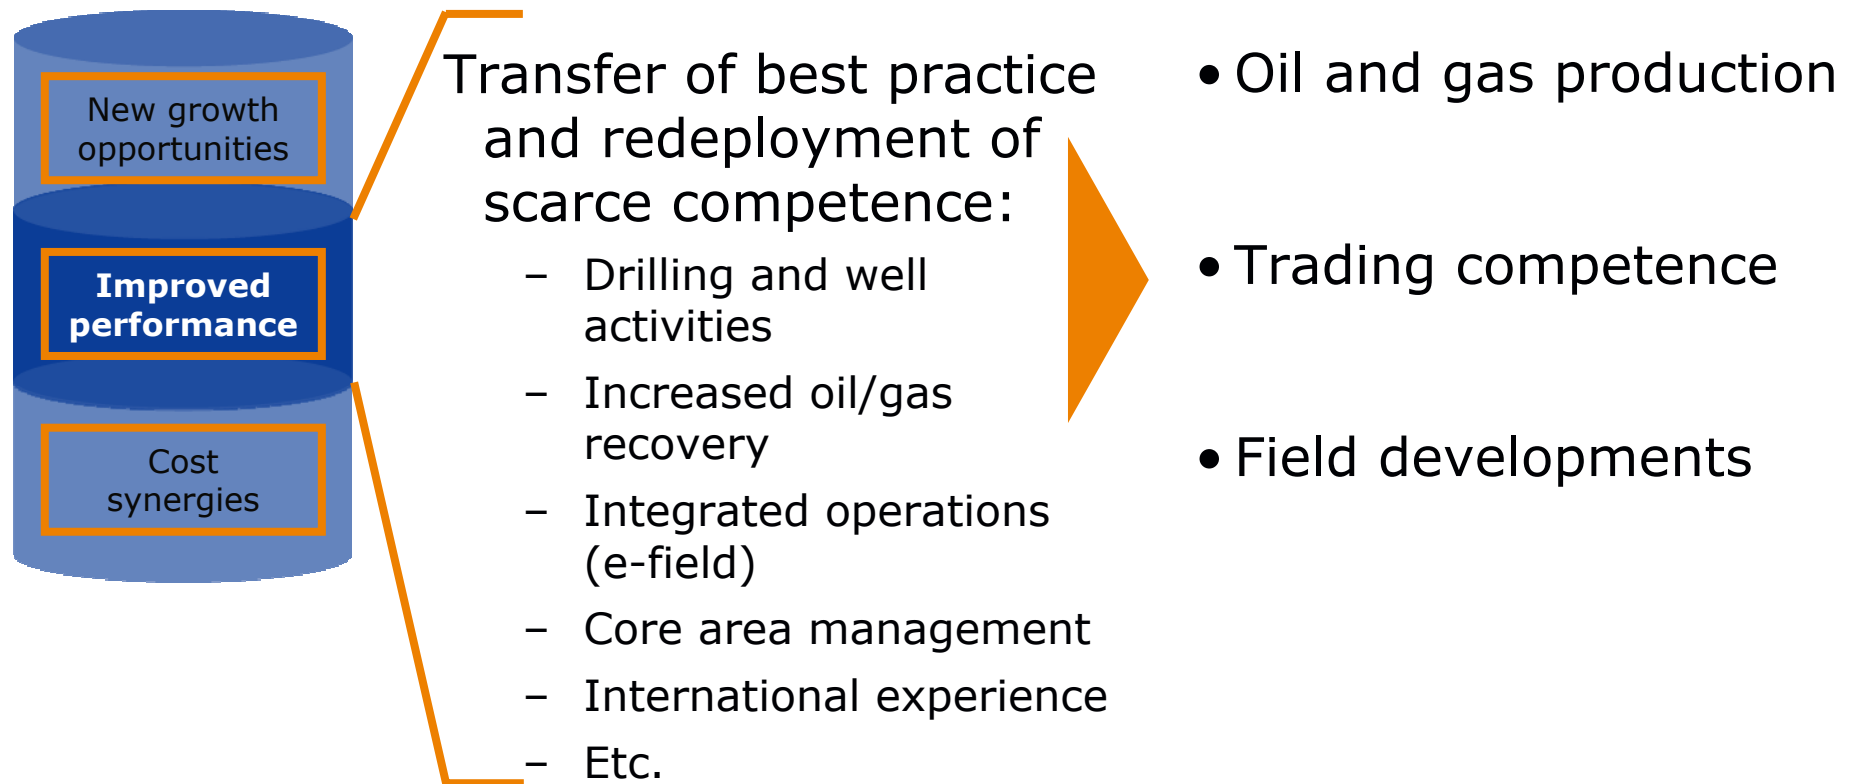 New growth
opportunities
Improved
performance
Cost
synergies
Transfer of best practice
and redeployment of
scarce competence:
– Drilling and well
activities
– Increased oil/gas
recovery
– Integrated operations
(e-field)
– Core area management
– International experience
– Etc.
• Oil and gas production
• Trading competence
• Field developments